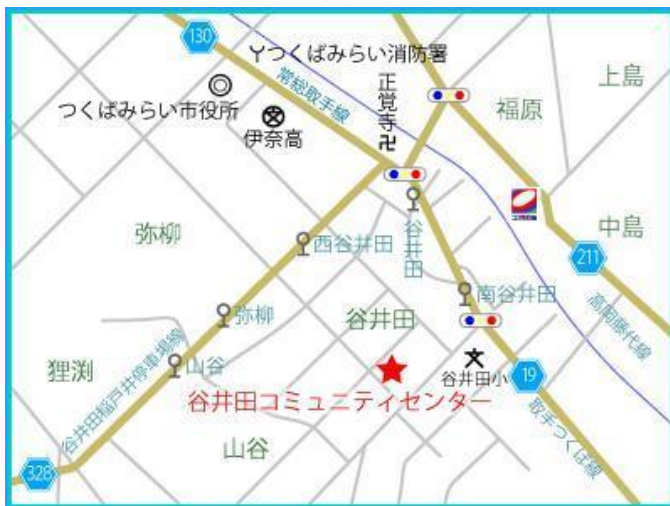 130
つくばみらい消防署
上島
正覚寺
福原
つくばみらい市役所
常総取手線
伊奈高
中島
谷井田
弥柳
西谷井田
211
南谷井田
弥柳
谷井田
高岡藤代線
山谷
狸渕
谷井田稲戸井停車場線
谷井田小
19
谷井田コミュニティセンター
取手つくば線
山谷
328